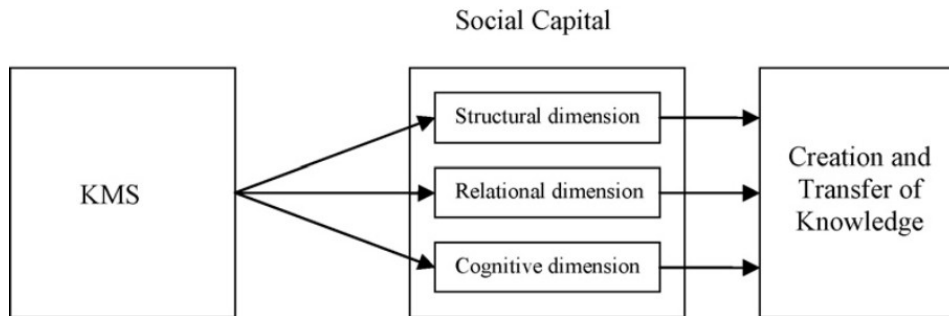 Social Capital
KMS
Structural dimension
Relational dimension
Cognitive dimension
Creation and
Transfer of
Knowledge